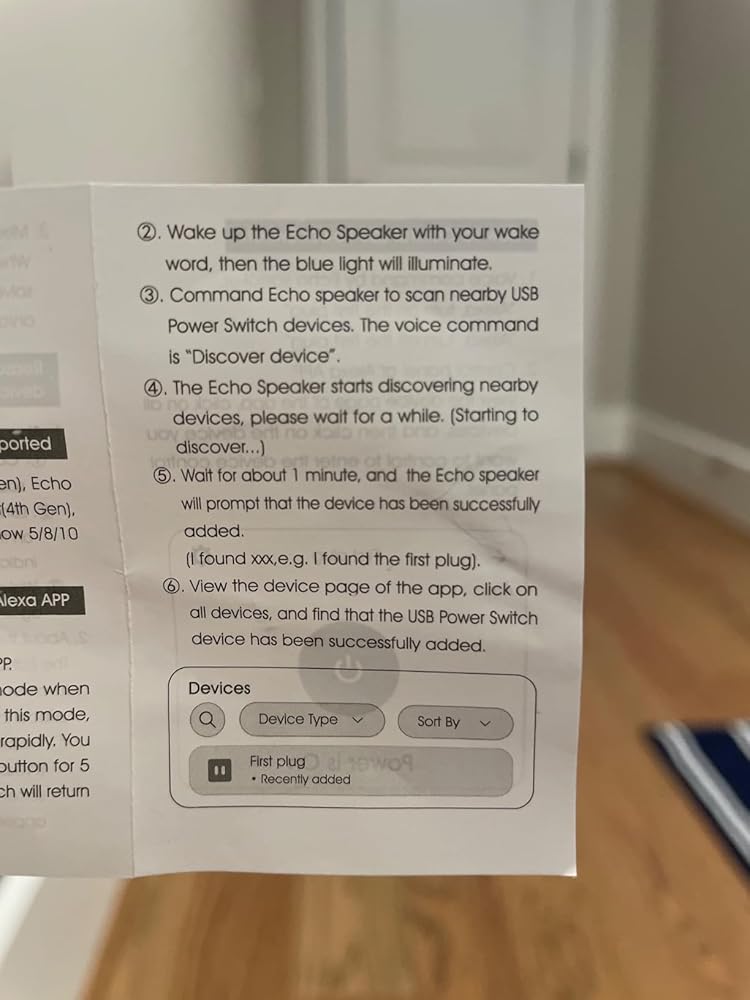 ported
en), Echo
(4th Gen),
ow 5/8/10
Alexa APP
PP.
node when
this mode,
rapidly. You
button for 5
ch will return
②. Wake up the Echo Speaker with your wake
word, then the blue light will illuminate.
③. Command Echo speaker to scan nearby USB
Power Switch devices. The voice command
is “Discover device”.
④. The Echo Speaker starts discovering nearby
devices, please wait for a while. (Starting to
discover...)
⑤. Wait for about 1 minute, and the Echo speaker
will prompt that the device has been successfully
added.
(I found xxx,e.g. I found the first plug).
⑥. View the device page of the app, click on
all devices, and find that the USB Power Switch
device has been successfully added.
Devices
Device Type
Sort By
First plug
• Recently added